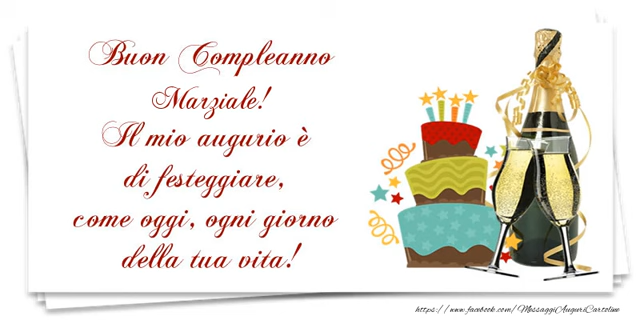 Buon Compleanno
Marziale!
Il mio augurio è
di festeggiare,
come oggi, ogni giorno
della tua vita!
https://www.facebook.com/MessaggiAuguriCartoline